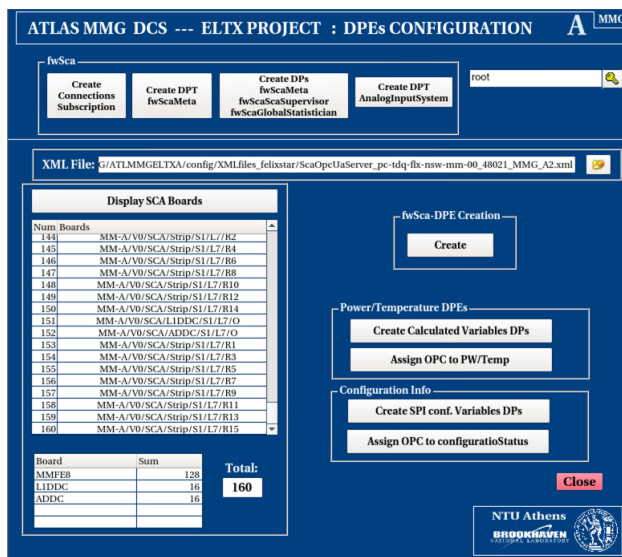 ATLAS MMG DCS --- ELTX PROJECT : DPEs CONFIGURATION
A
MMG
fwSca
Create
Connections
Subscription
Create DPT
fwScaMeta
Create DPs
fwScaMeta
fwScaScaSupervisor
fwScaGlobalStatistician
Create DPT
AnalogInputSystem
root
XML File: G/ATLMMGELTXA/config/XMLfiles_felixstar/ScaOpcUaServer_pc-tdq-flx-nsw-mm-00_48021_MMG_A2.xml
Display SCA Boards
Num Boards
144 MM-A/V0/SCA/Strip/S1/L7/R2
145 MM-A/V0/SCA/Strip/S1/L7/R4
146 MM-A/V0/SCA/Strip/S1/L7/R6
147 MM-A/V0/SCA/Strip/S1/L7/R8
148 MM-A/V0/SCA/Strip/S1/L7/R10
149 MM-A/V0/SCA/Strip/S1/L7/R12
150 MM-A/V0/SCA/Strip/S1/L7/R14
151 MM-A/V0/SCA/L1DDC/S1/L7/O
152 MM-A/V0/SCA/ADDC/S1/L7/O
153 MM-A/V0/SCA/Strip/S1/L7/R1
154 MM-A/V0/SCA/Strip/S1/L7/R3
155 MM-A/V0/SCA/Strip/S1/L7/R5
156 MM-A/V0/SCA/Strip/S1/L7/R7
157 MM-A/V0/SCA/Strip/S1/L7/R9
158 MM-A/V0/SCA/Strip/S1/L7/R11
159 MM-A/V0/SCA/Strip/S1/L7/R13
160 MM-A/V0/SCA/Strip/S1/L7/R15
Board Sum
MMFE8 128
L1DDC 16
ADDC 16
Total:
160
fwSca-DPE Creation
Create
Power/Temperature DPEs
Create Calculated Variables DPs
Assign OPC to PW/Temp
Configuration Info
Create SPI conf. Variables DPs
Assign OPC to configuratioStatus
Close
NTU Athens
BROOKHAVEN
NATIONAL LABORATORY